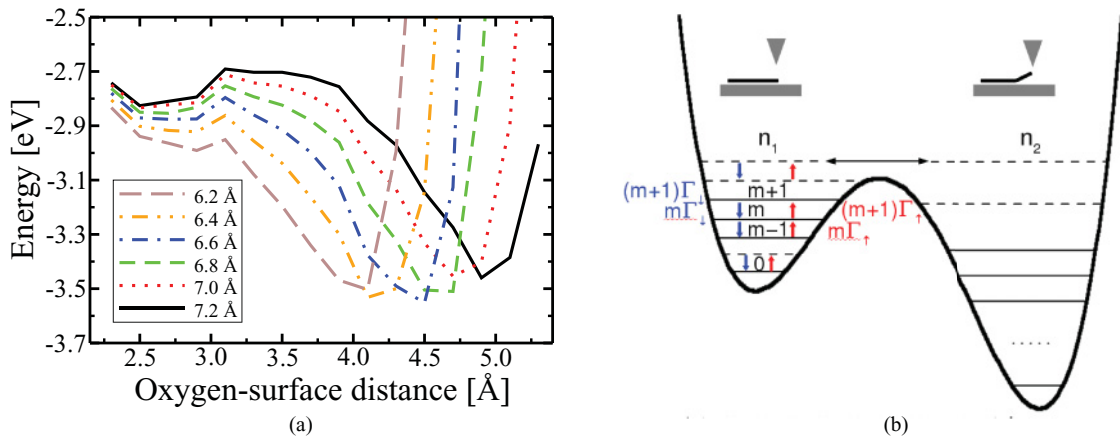 -2.5
-2.7
-2.9
-3.1
-3.3
-3.5
-3.7
Energy [eV]
6.2 Å
6.4 Å
6.6 Å
6.8 Å
7.0 Å
7.2 Å
2.5 3.0 3.5 4.0 4.5 5.0
Oxygen-surface distance [Å]
(a)
n1 n2
(m+1)Γ↓ m+1
mΓ↓ m (m+1)Γ↑
m−1 mΓ↑
0
.....
(b)